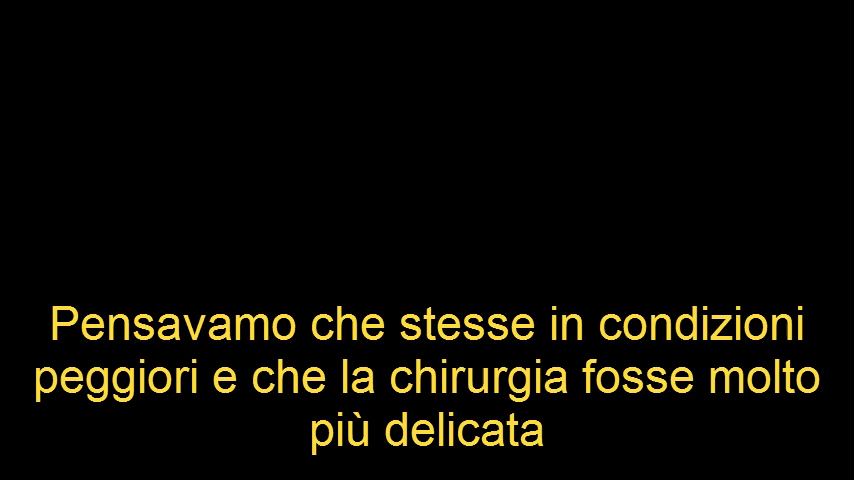 Pensavamo che stesse in condizioni
peggiori e che la chirurgia fosse molto
più delicata